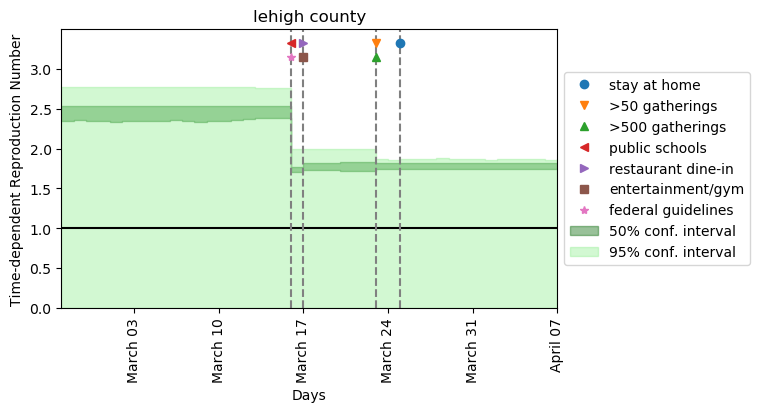 lehigh county
Time-dependent Reproduction Number
3.0
2.5
2.0
1.5
1.0
0.5
0.0
March 03
March 10
March 17
March 24
March 31
April 07
Days
stay at home
>50 gatherings
>500 gatherings
public schools
restaurant dine-in
entertainment/gym
federal guidelines
50% conf. interval
95% conf. interval